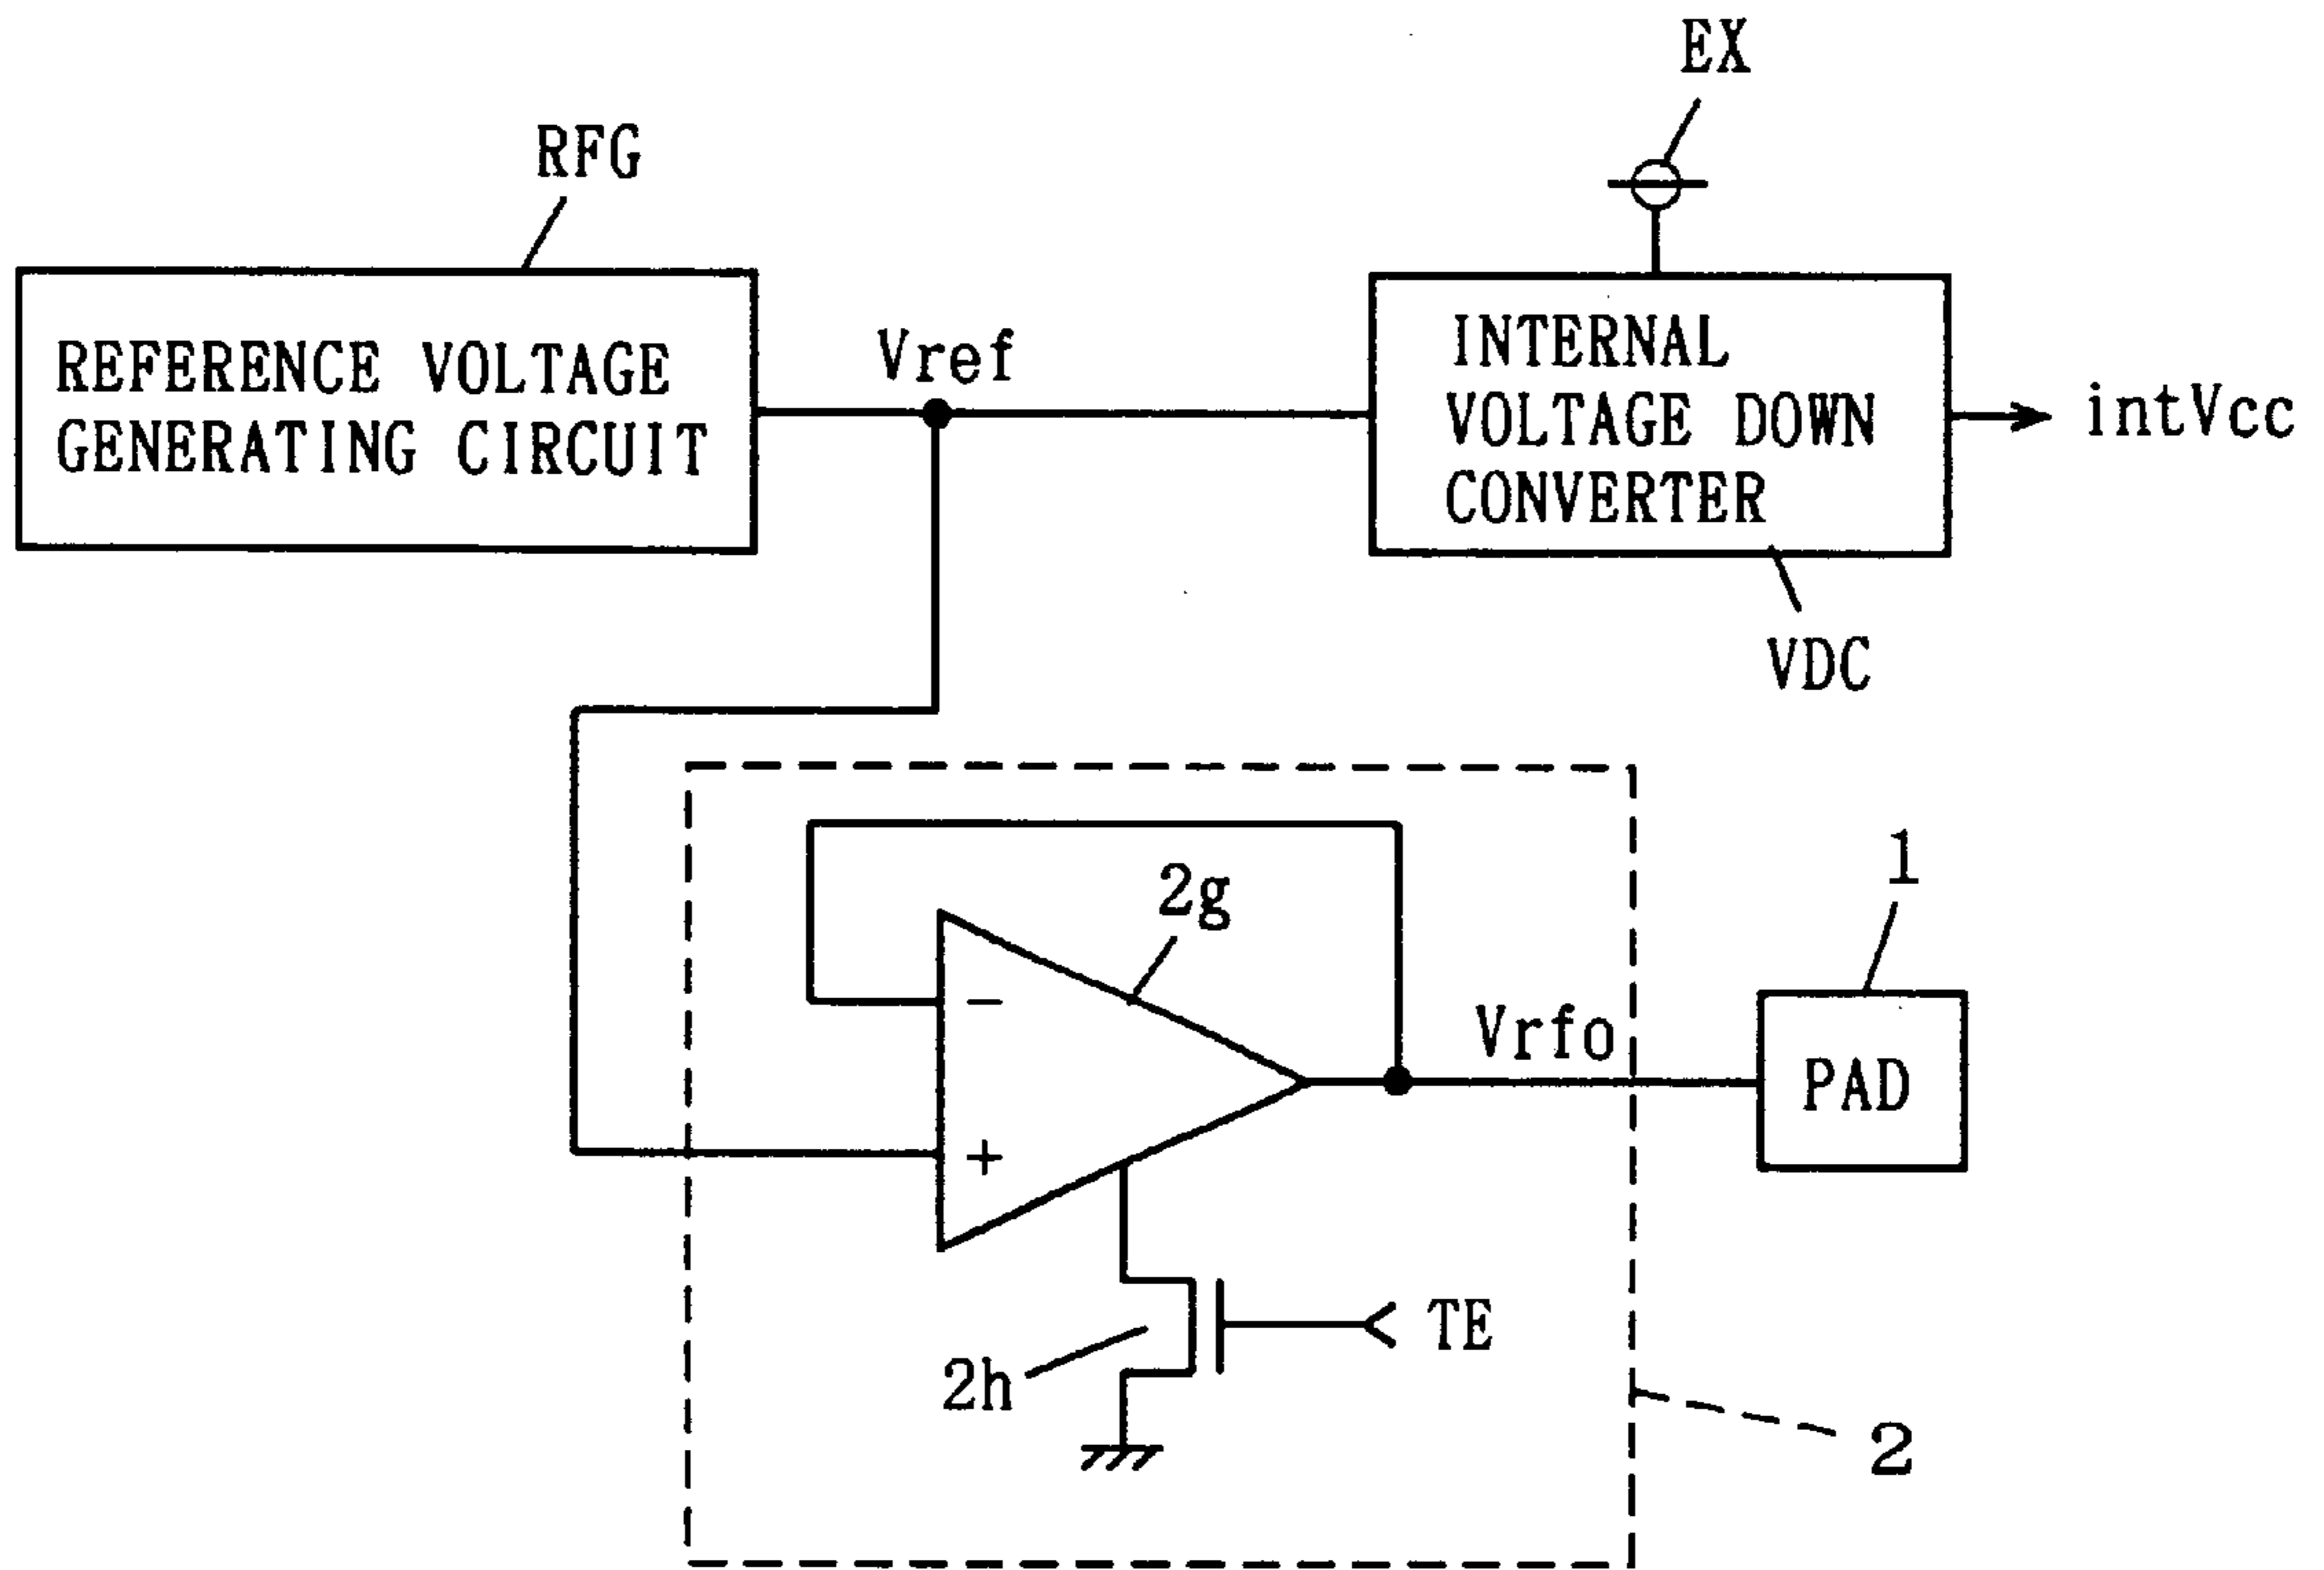 EX
RFG
REFERENCE VOLTAGE
GENERATING CIRCUIT
Vref
INTERNAL
VOLTAGE DOWN
CONVERTER
intVcc
VDC
1
2g
-
Vrfo
PAD
+
TE
2h
2